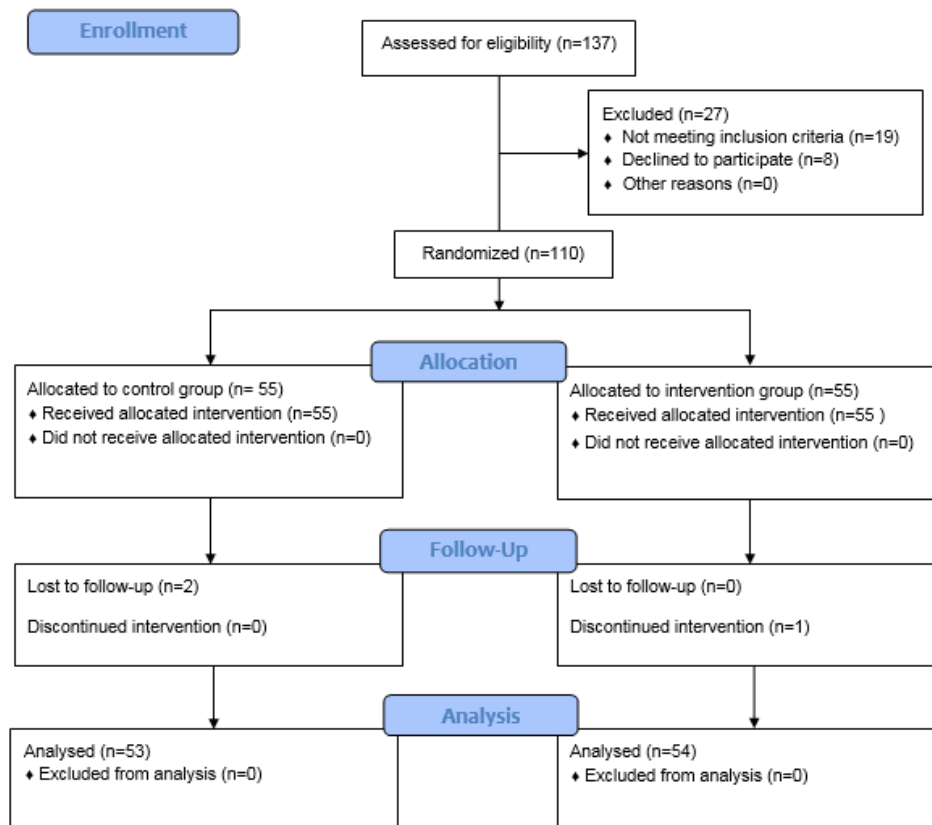 Enrollment
Assessed for eligibility (n=137)
Excluded (n=27)
♦ Not meeting inclusion criteria (n=19)
♦ Declined to participate (n=8)
♦ Other reasons (n=0)
Randomized (n=110)
Allocation
Allocated to control group (n= 55)
♦ Received allocated intervention (n=55)
♦ Did not receive allocated intervention (n=0)
Allocated to intervention group (n=55)
♦ Received allocated intervention (n=55 )
♦ Did not receive allocated intervention (n=0)
Follow-Up
Lost to follow-up (n=2)
Discontinued intervention (n=0)
Lost to follow-up (n=0)
Discontinued intervention (n=1)
Analysis
Analysed (n=53)
♦ Excluded from analysis (n=0)
Analysed (n=54)
♦ Excluded from analysis (n=0)